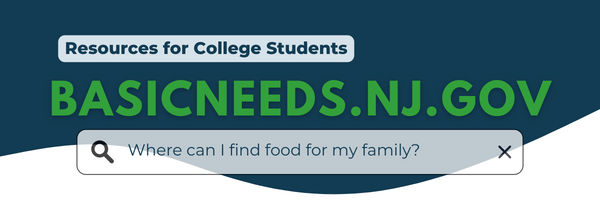 Resources for College Students
BASICNEEDS.NJ.GOV
Where can I find food for my family?